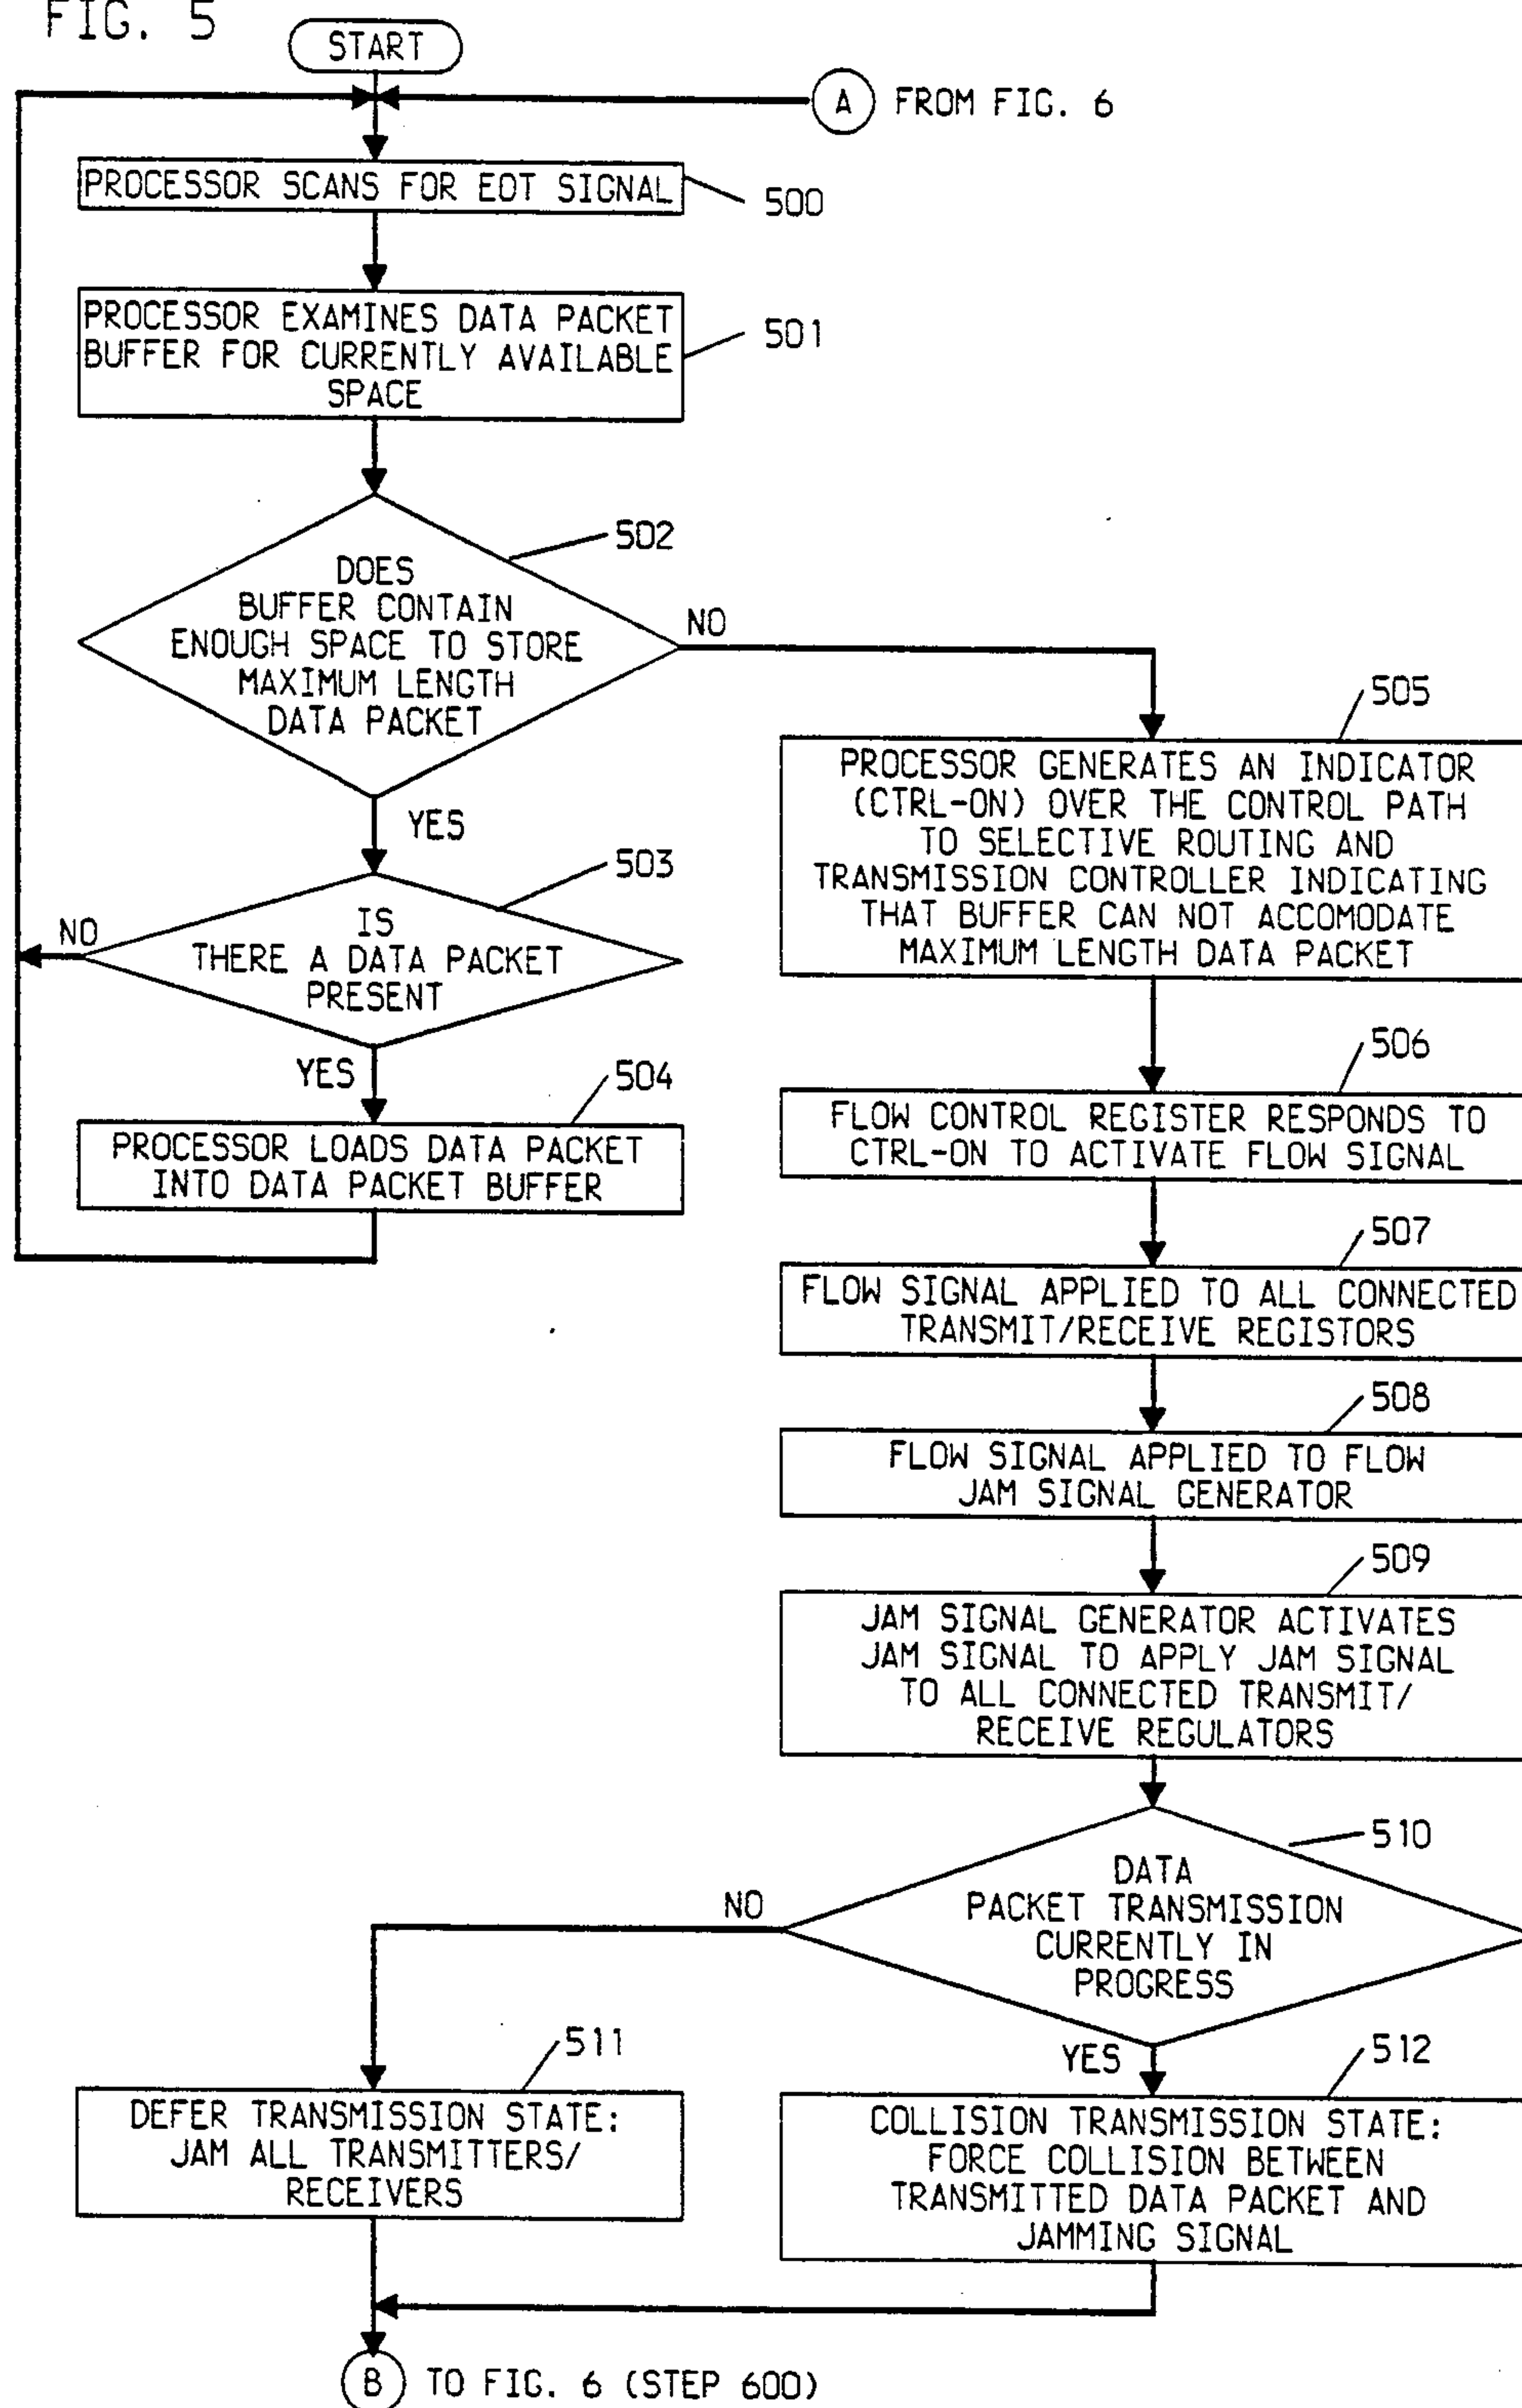 FIG. 5
START
A FROM FIG. 6
PROCESSOR SCANS FOR EOT SIGNAL
500
PROCESSOR EXAMINES DATA PACKET
BUFFER FOR CURRENTLY AVAILABLE
SPACE
501
502
DOES
BUFFER CONTAIN
ENOUGH SPACE TO STORE
MAXIMUM LENGTH
DATA PACKET
NO
YES
503
IS
THERE A DATA PACKET
PRESENT
NO
YES
504
PROCESSOR LOADS DATA PACKET
INTO DATA PACKET BUFFER
505
PROCESSOR GENERATES AN INDICATOR
(CTRL-ON) OVER THE CONTROL PATH
TO SELECTIVE ROUTING AND
TRANSMISSION CONTROLLER INDICATING
THAT BUFFER CAN NOT ACCOMODATE
MAXIMUM LENGTH DATA PACKET
506
FLOW CONTROL REGISTER RESPONDS TO
CTRL-ON TO ACTIVATE FLOW SIGNAL
507
FLOW SIGNAL APPLIED TO ALL CONNECTED
TRANSMIT/RECEIVE REGISTORS
508
FLOW SIGNAL APPLIED TO FLOW
JAM SIGNAL GENERATOR
509
JAM SIGNAL GENERATOR ACTIVATES
JAM SIGNAL TO APPLY JAM SIGNAL
TO ALL CONNECTED TRANSMIT/
RECEIVE REGULATORS
510
DATA
PACKET TRANSMISSION
CURRENTLY IN
PROGRESS
NO
YES
511
DEFER TRANSMISSION STATE:
JAM ALL TRANSMITTERS/
RECEIVERS
512
COLLISION TRANSMISSION STATE:
FORCE COLLISION BETWEEN
TRANSMITTED DATA PACKET AND
JAMMING SIGNAL
B TO FIG. 6 (STEP 600)